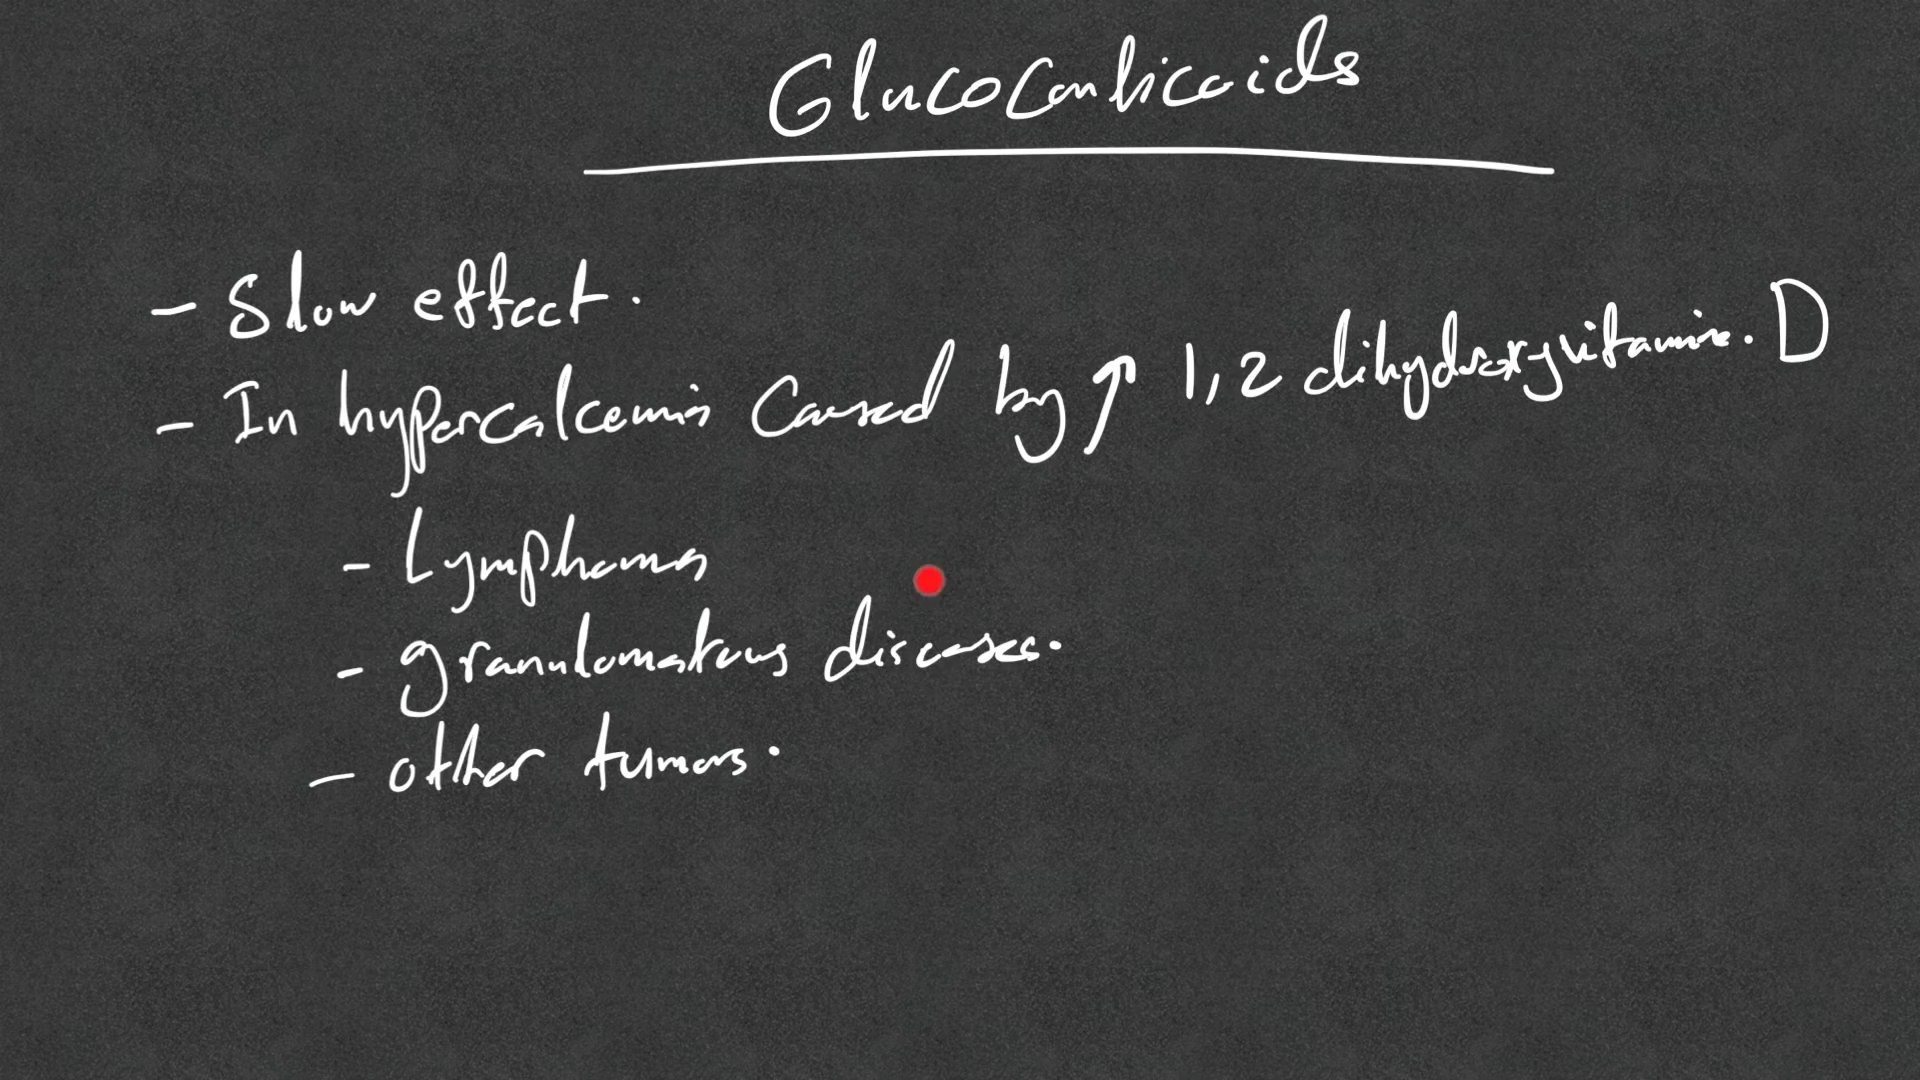 Glucocorticoids
- Slow effect.
- In hypercalcemia caused by ↑ 1,2 dihydroxyvitamin. D
- Lymphoma
- granulomatous diseases.
- other tumors.